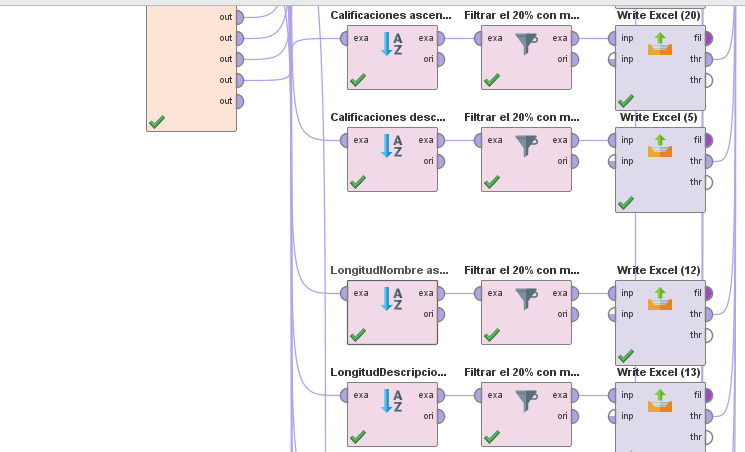 out
out
out
out
out
Calificaciones ascen... Filtrar el 20% con m... Write Excel (20)
exa A Z exa exa exa inp fil
ori ori inp thr
thr
Calificaciones desc... Filtrar el 20% con m... Write Excel (5)
exa A Z exa exa exa inp fil
ori ori inp thr
thr
LongitudNombre as... Filtrar el 20% con m... Write Excel (12)
exa A Z exa exa exa inp fil
ori ori inp thr
thr
LongitudDescripcio... Filtrar el 20% con m... Write Excel (13)
exa A Z exa exa exa inp fil
ori ori inp thr
thr